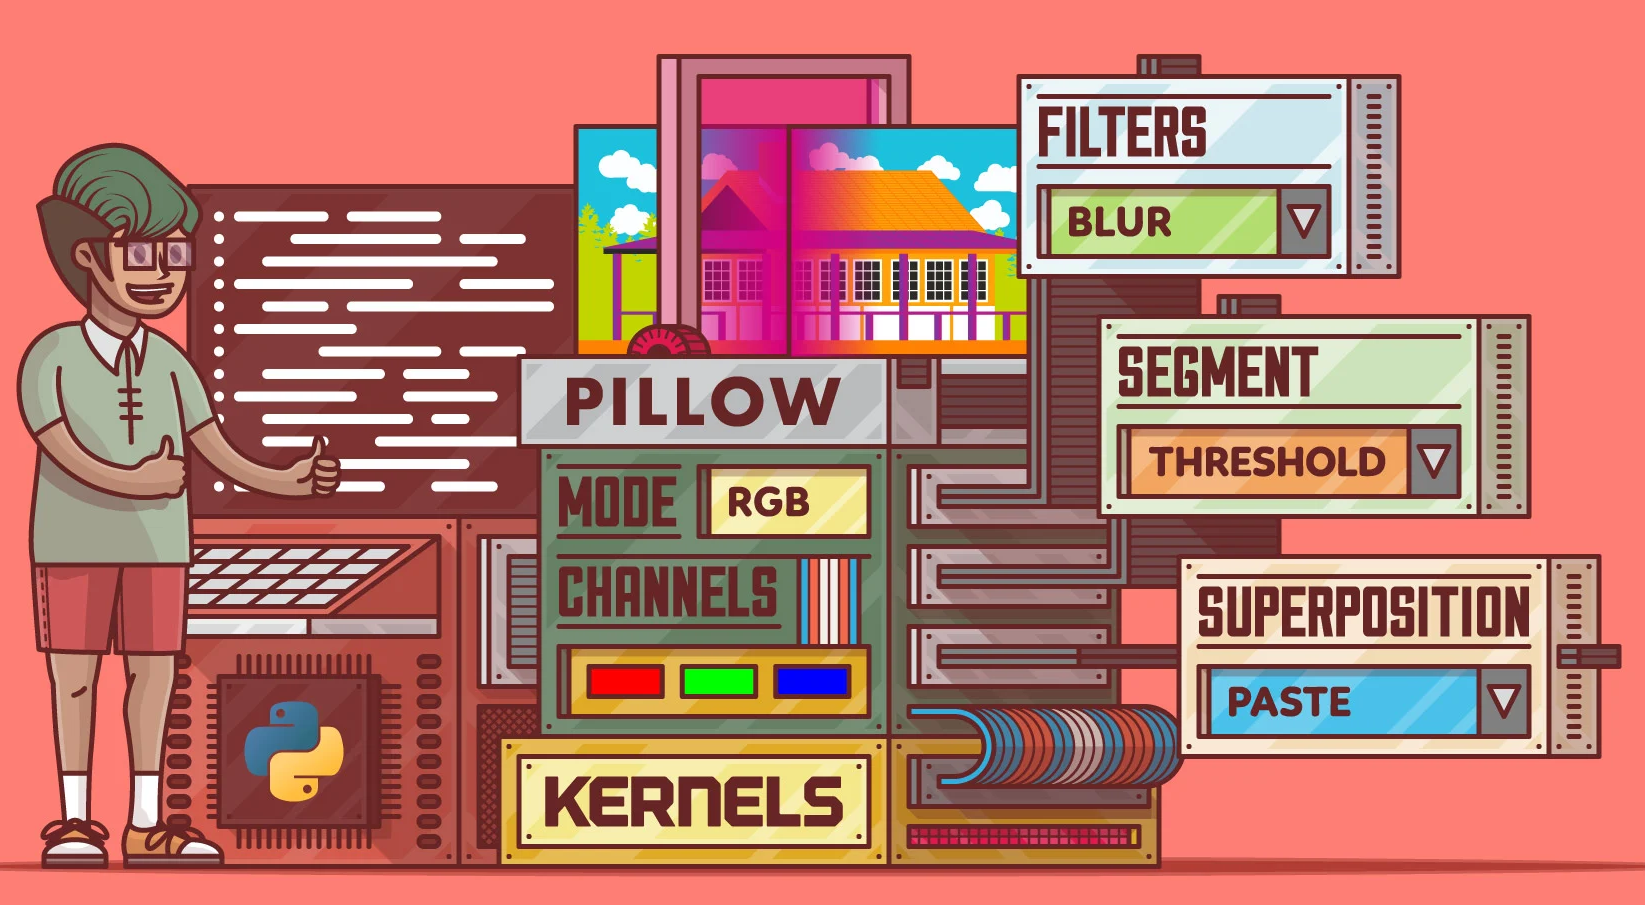 FILTERS
BLUR
SEGMENT
THRESHOLD
PILLOW
MODE RGB
CHANNELS
SUPERPOSITION
PASTE
KERNELS